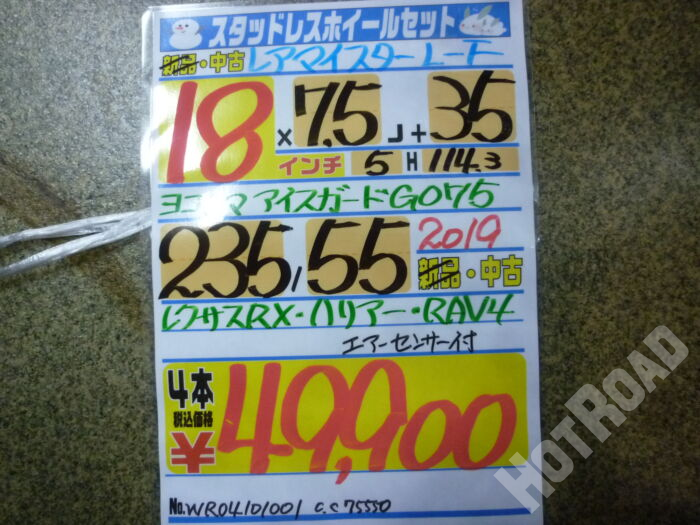 スタッドレスホイールセット
新品・中古 レアマイスター
18 × 7.5 J + 35
インチ 5 H 114.3
ヨコハマ アイスガードG075
235/55 2019
新品・中古
レクサスRX・ハリアー・RAV4
エアーセンサー付
4本
税込価格
¥49,900
No.WR04101001 C.C75550
HOTROAD